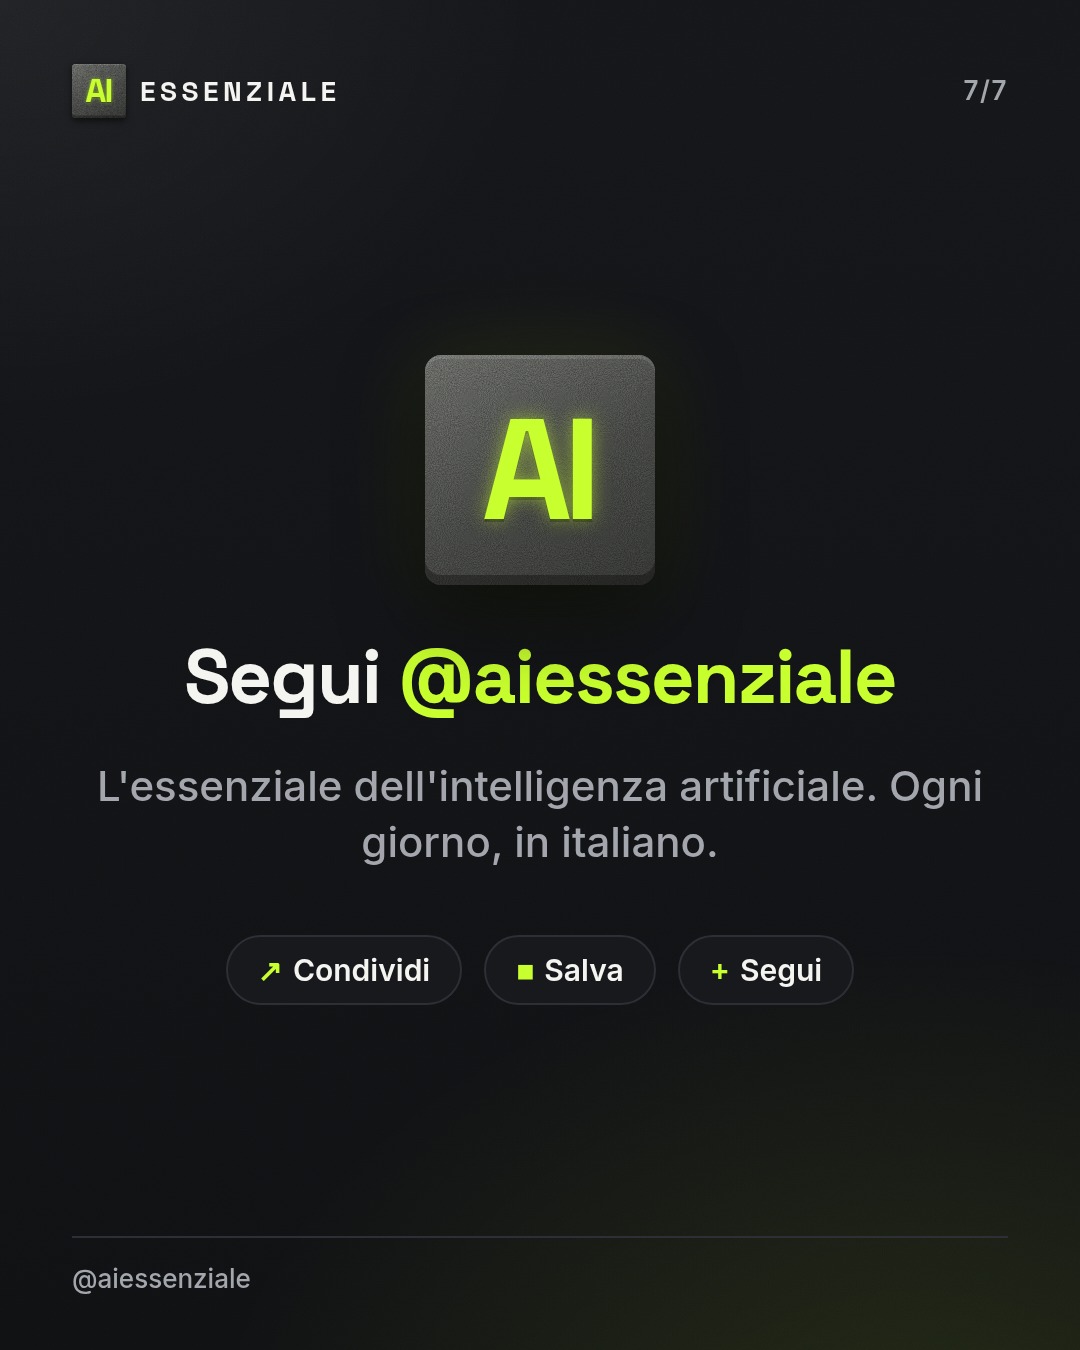 AI ESSENZIALE
7/7
AI
Segui @aiessenziale
L'essenziale dell'intelligenza artificiale. Ogni
giorno, in italiano.
↗ Condividi
■ Salva
+ Segui
@aiessenziale